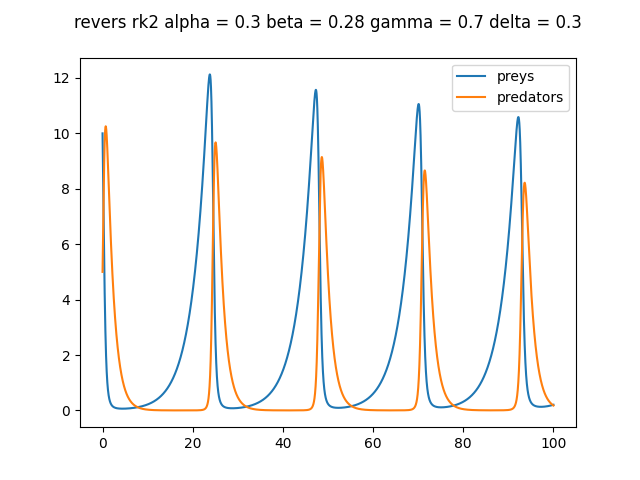 revers rk2 alpha = 0.3 beta = 0.28 gamma = 0.7 delta = 0.3
preys
predators
12
10
8
6
4
2
0
0 20 40 60 80 100